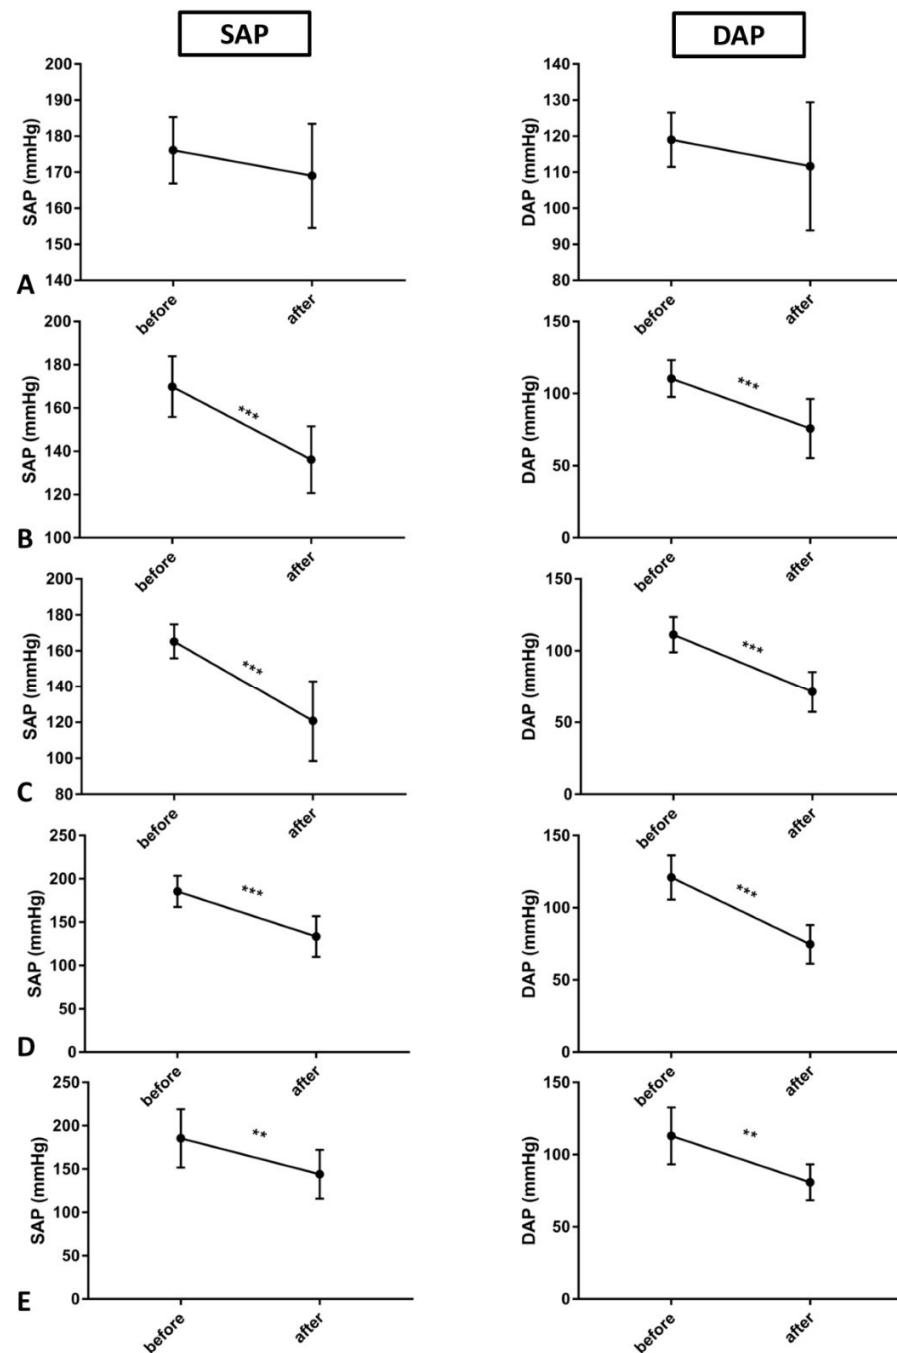 SAP
DAP
SAP (mmHg)
200
190
180
170
160
150
140
before
after
DAP (mmHg)
140
130
120
110
100
90
80
before
after
A
SAP (mmHg)
200
180
160
140
120
100
***
before
after
DAP (mmHg)
150
100
50
0
***
before
after
B
SAP (mmHg)
200
180
160
140
120
100
80
***
before
after
DAP (mmHg)
150
100
50
0
***
before
after
C
SAP (mmHg)
250
200
150
100
50
0
***
before
after
DAP (mmHg)
150
100
50
0
***
before
after
D
SAP (mmHg)
250
200
150
100
50
0
**
before
after
DAP (mmHg)
150
100
50
0
**
before
after
E